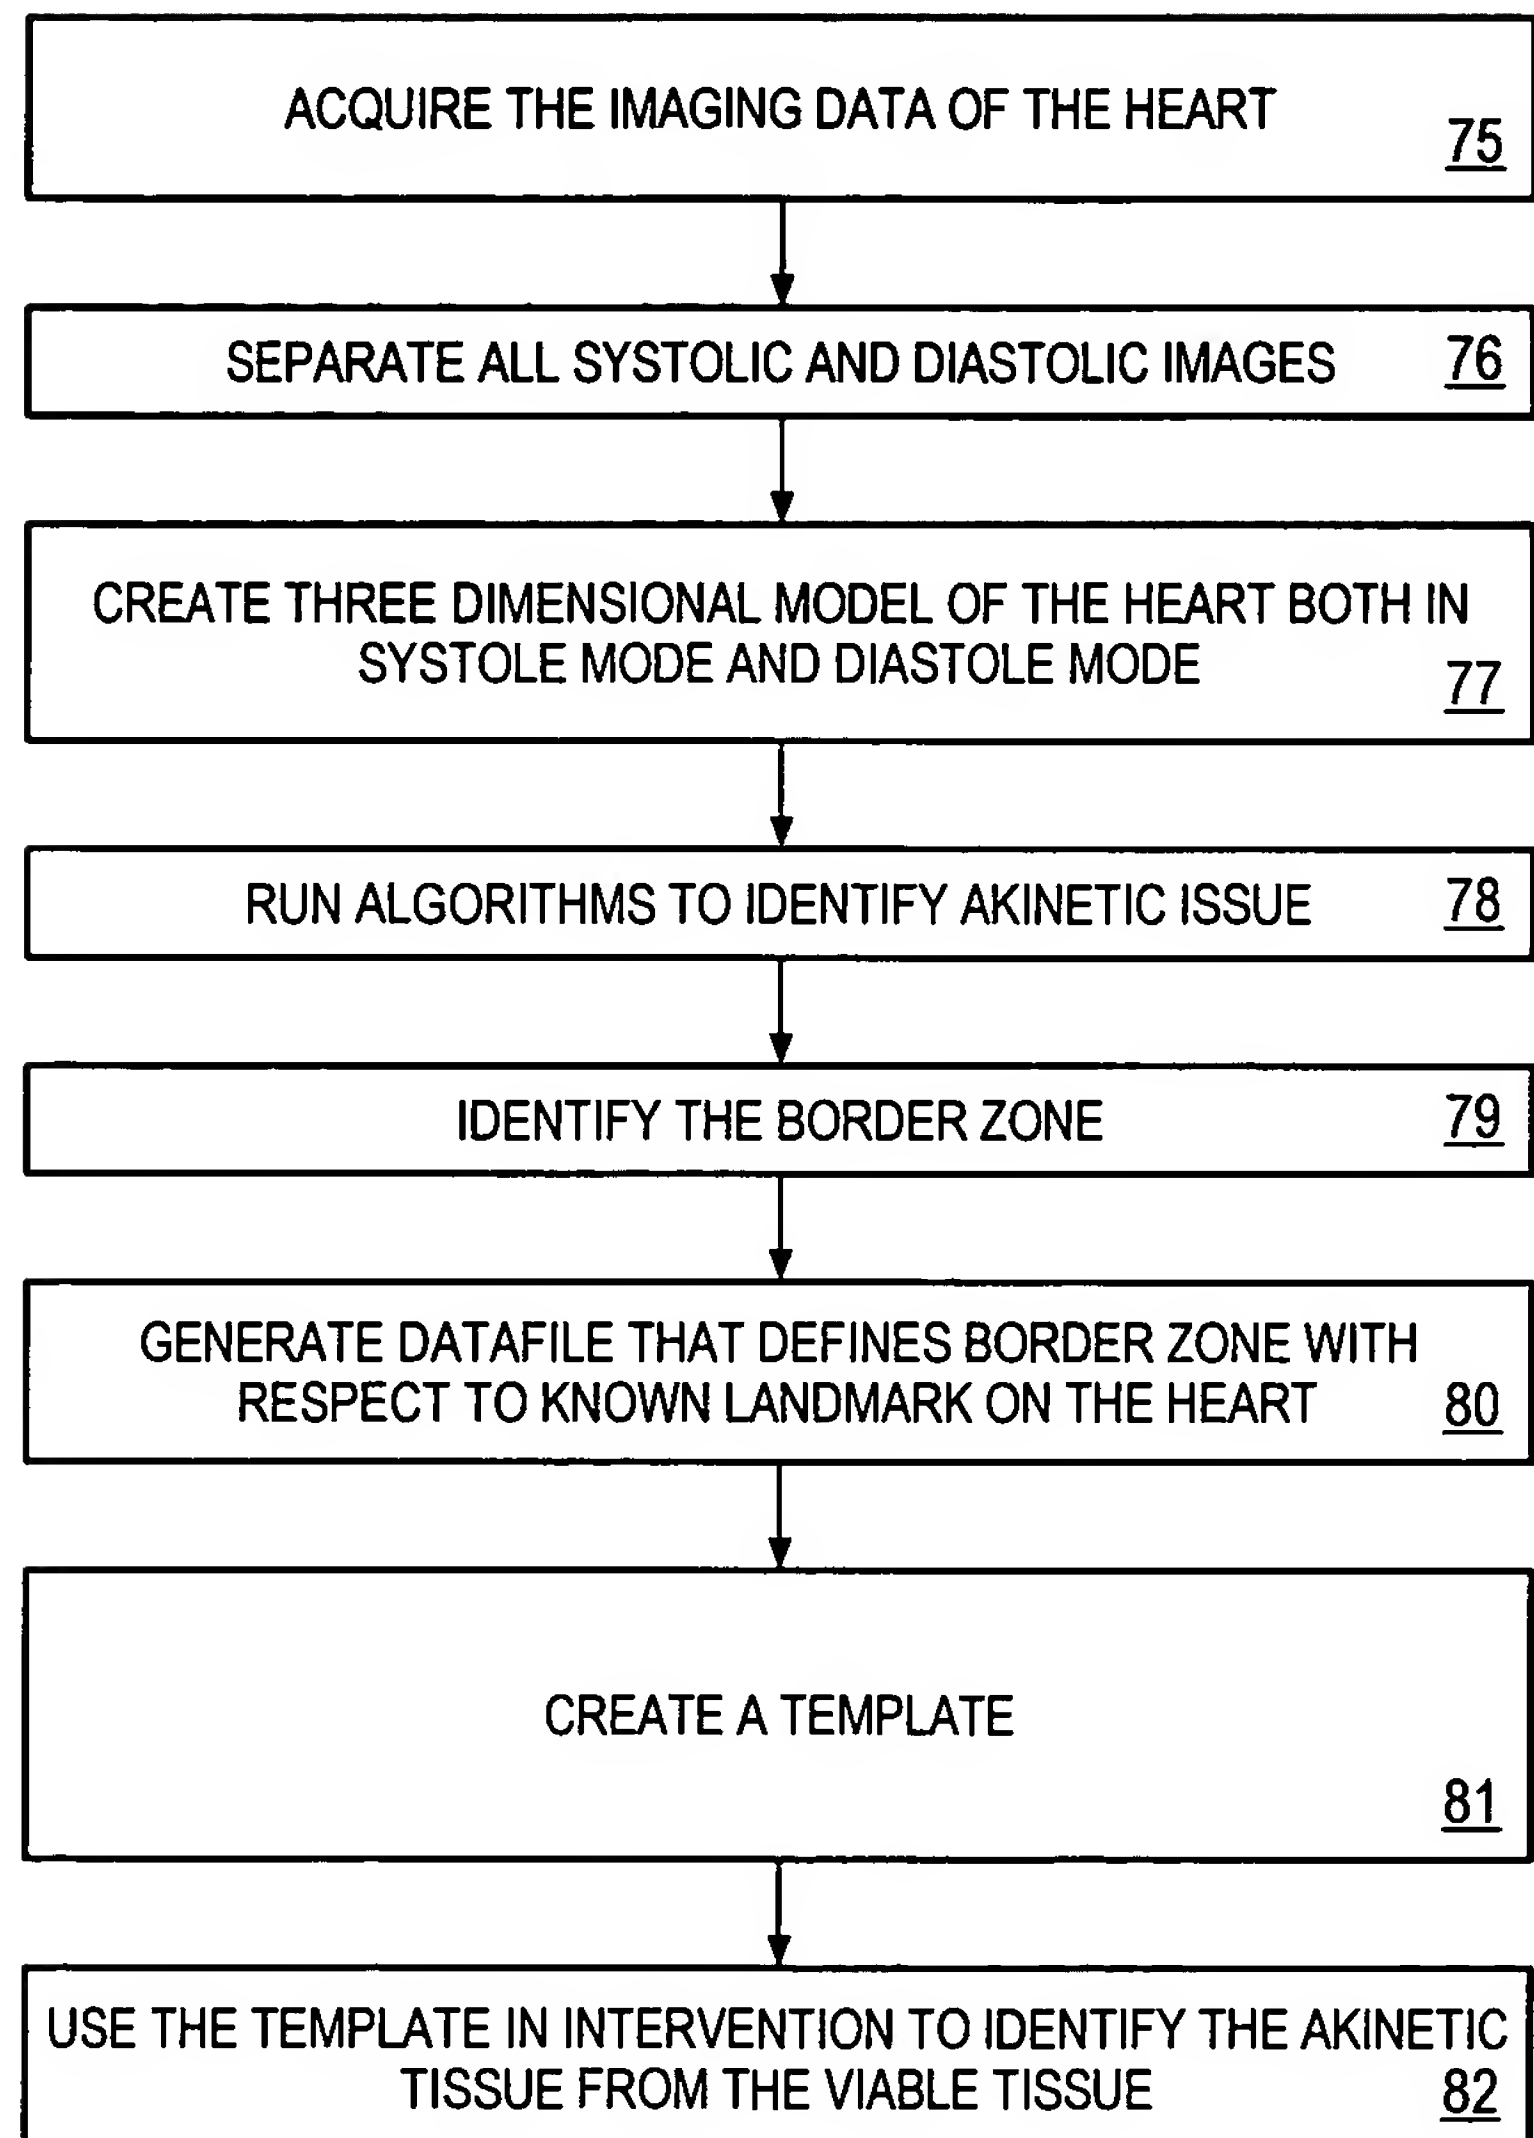 ACQUIRE THE IMAGING DATA OF THE HEART
75
SEPARATE ALL SYSTOLIC AND DIASTOLIC IMAGES
76
CREATE THREE DIMENSIONAL MODEL OF THE HEART BOTH IN
SYSTOLE MODE AND DIASTOLE MODE
77
RUN ALGORITHMS TO IDENTIFY AKINETIC ISSUE
78
IDENTIFY THE BORDER ZONE
79
GENERATE DATAFILE THAT DEFINES BORDER ZONE WITH
RESPECT TO KNOWN LANDMARK ON THE HEART
80
CREATE A TEMPLATE
81
USE THE TEMPLATE IN INTERVENTION TO IDENTIFY THE AKINETIC
TISSUE FROM THE VIABLE TISSUE
82